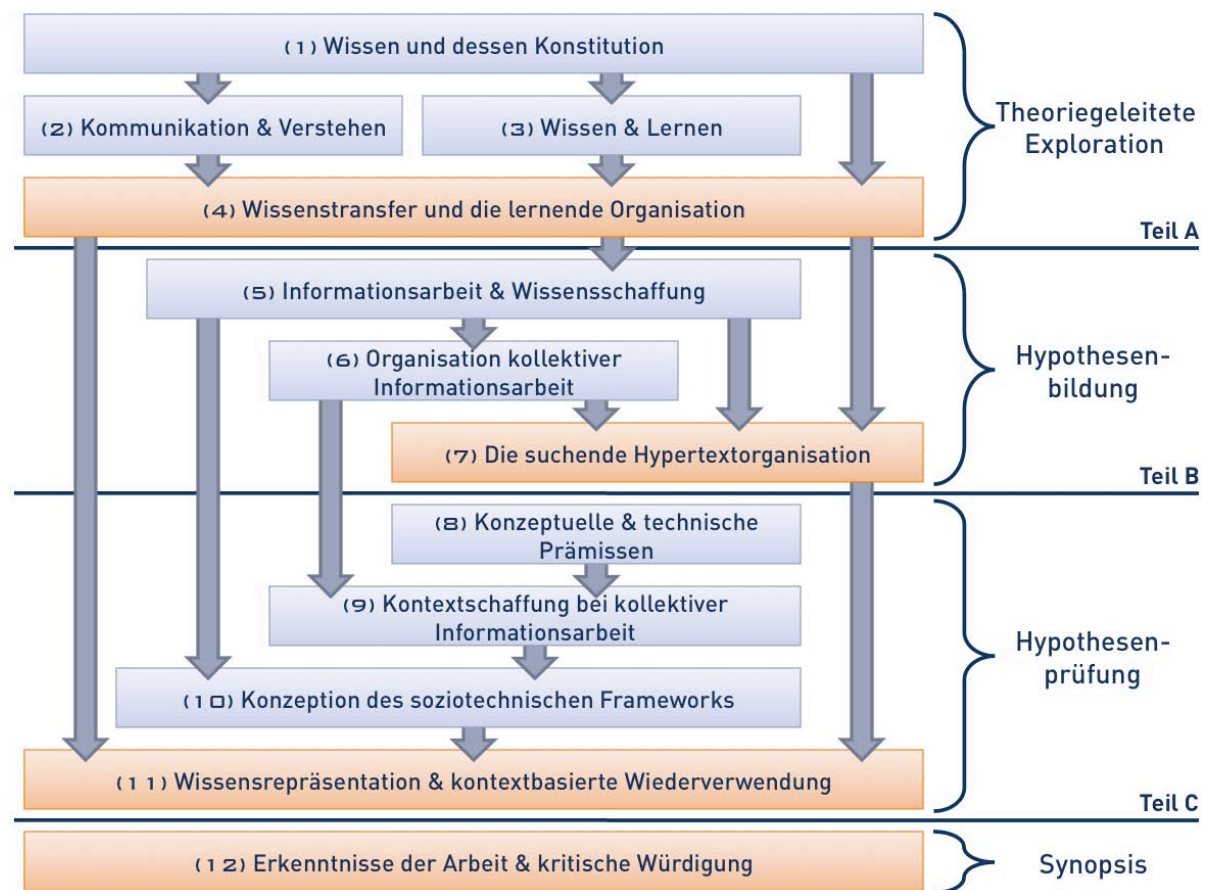 (1) Wissen und dessen Konstitution
(2) Kommunikation & Verstehen
(3) Wissen & Lernen
(4) Wissenstransfer und die lernende Organisation
Theoriegeleitete
Exploration
Teil A
(5) Informationsarbeit & Wissensschaffung
(6) Organisation kollektiver
Informationsarbeit
(7) Die suchende Hypertextorganisation
Hypothesen-
bildung
Teil B
(8) Konzeptuelle & technische
Prämissen
(9) Kontextschaffung bei kollektiver
Informationsarbeit
(10) Konzeption des soziotechnischen Frameworks
(11) Wissensrepräsentation & kontextbasierte Wiederverwendung
Hypothesen-
prüfung
Teil C
(12) Erkenntnisse der Arbeit & kritische Würdigung
Synopsis